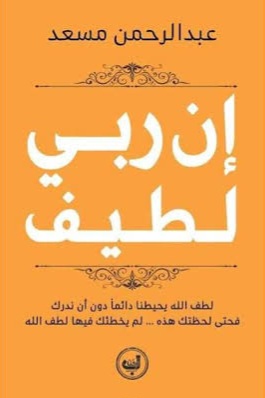 عبدالرحمن مسعد
إن ربي
لطيف
لطف الله يحيطنا دائماً دون أن ندرك
فحتى لحظتك هذه ... لم يخطئك فيها لطف الله